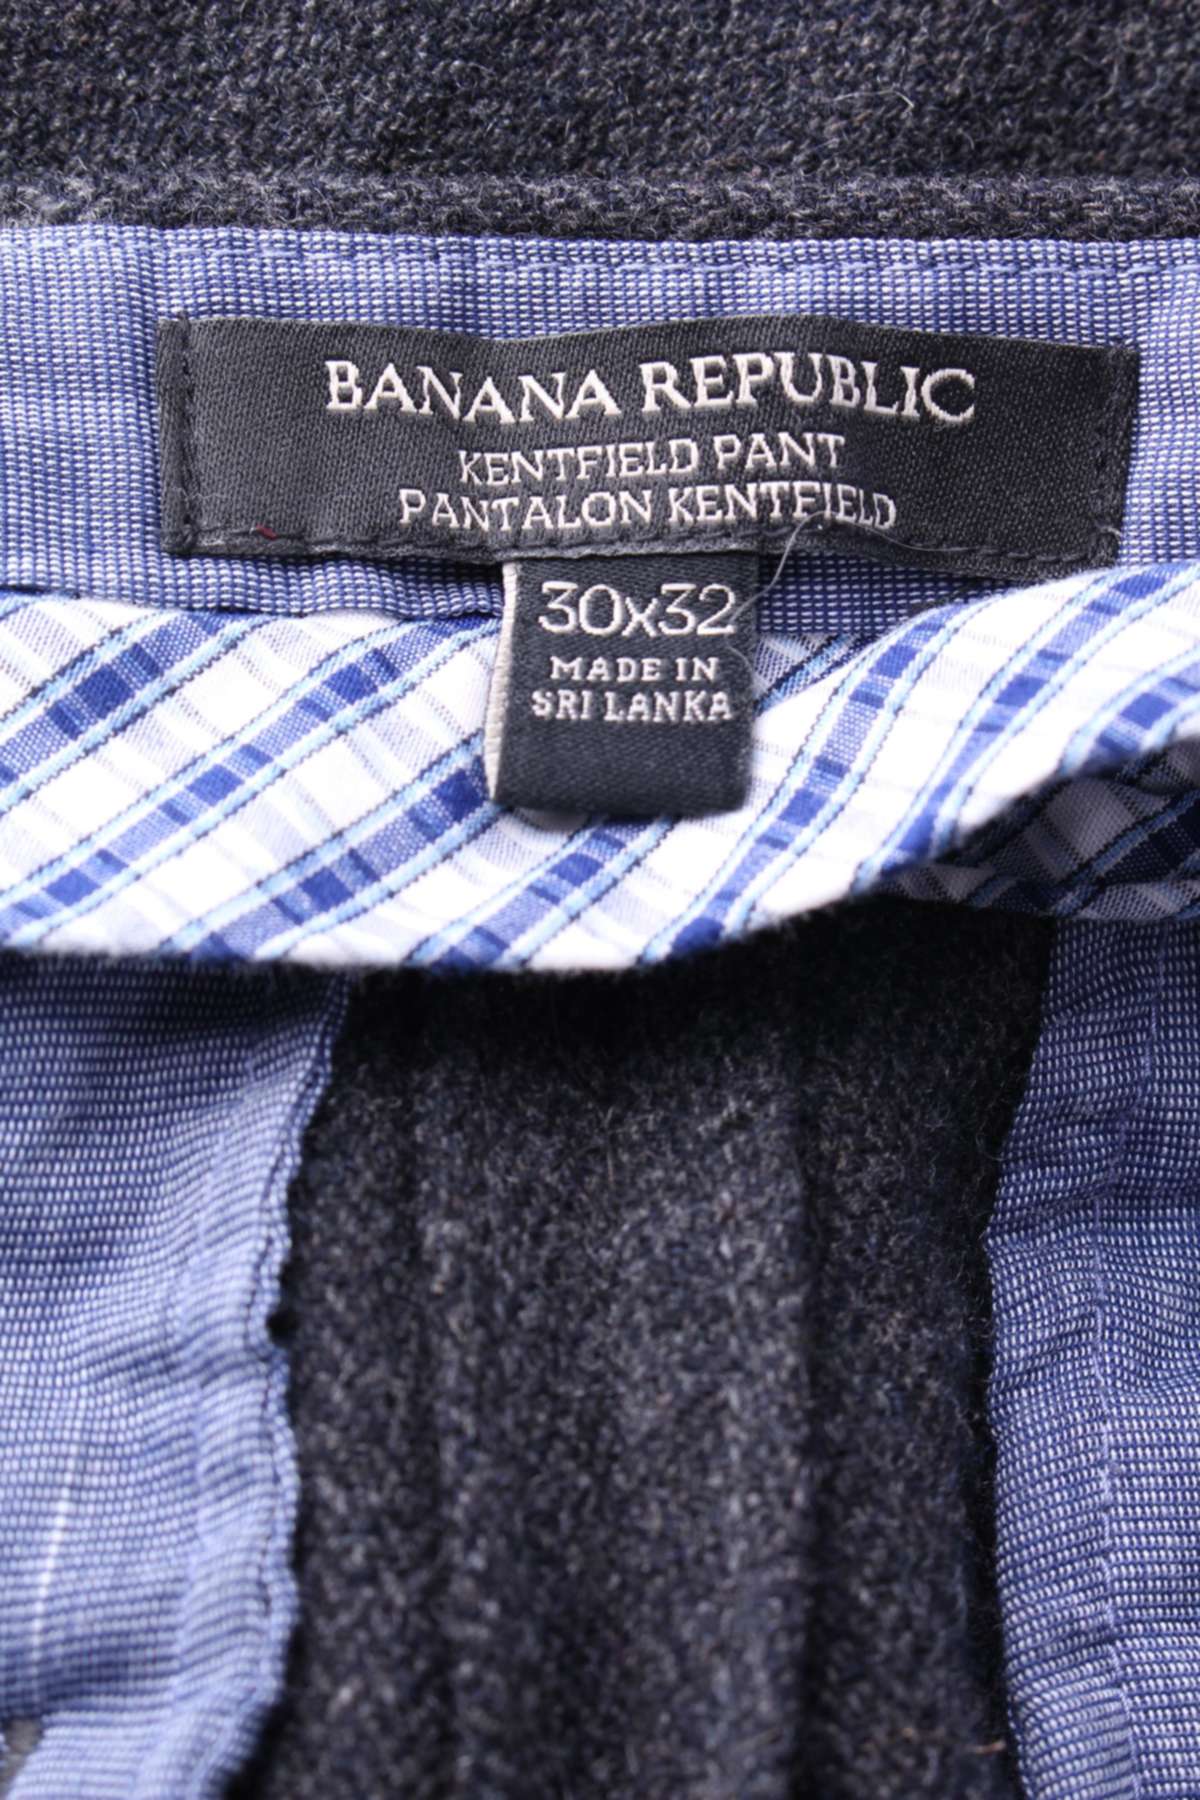 BANANA REPUBLIC
KENTFIELD PANT
PANTALON KENTFIELD
30x32
MADE IN
SRI LANKA